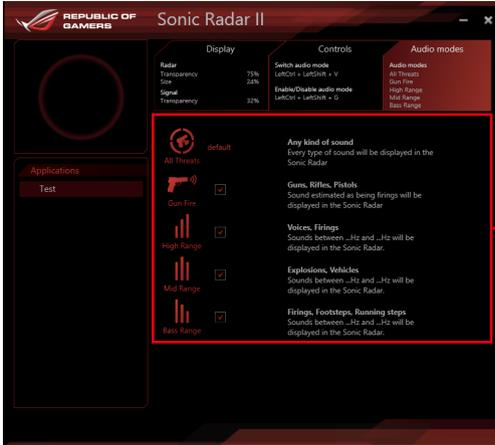 REPUBLIC OF
GAMERS
Sonic Radar II
Display
Radar
Transparency 75%
Size 24%
Signal
Transparency 32%
Controls
Switch audio mode
LeftCtrl + LeftShift + V
Enable/Disable audio mode
LeftCtrl + LeftShift + G
Audio modes
Audio modes
All Threats
Gun Fire
High Range
Mid Range
Bass Range
Applications
Test
All Threats
default
Any kind of sound
Every type of sound will be displayed in the
Sonic Radar
Gun Fire
Guns, Rifles, Pistols
Sound estimated as being firings will be
displayed in the Sonic Radar
High Range
Voices, Firings
Sounds between ...Hz and ...Hz will be
displayed in the Sonic Radar.
Mid Range
Explosions, Vehicles
Sounds between ...Hz and ...Hz will be
displayed in the Sonic Radar.
Bass Range
Firings, Footsteps, Running steps
Sounds between ...Hz and ...Hz will be
displayed in the Sonic Radar.